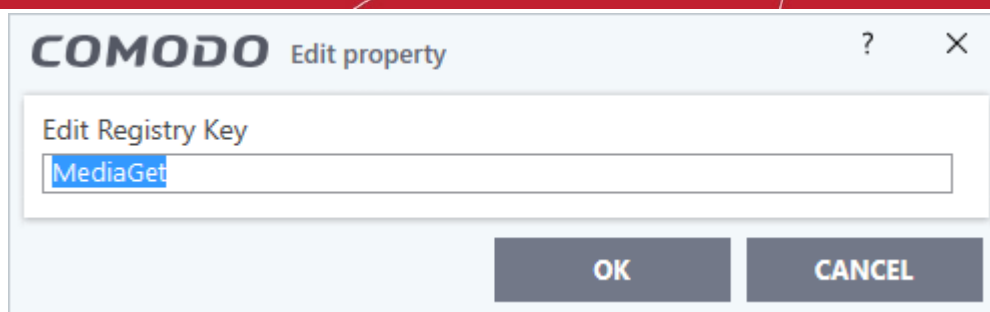 COMODO Edit property ?
Edit Registry Key
MediaGet
OK CANCEL